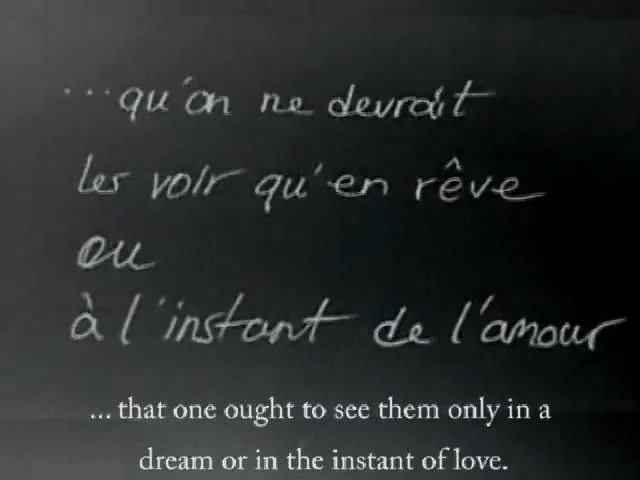 ...qu'on ne devrait
les voir qu'en rêve
ou
à l'instant de l'amour
... that one ought to see them only in a
dream or in the instant of love.